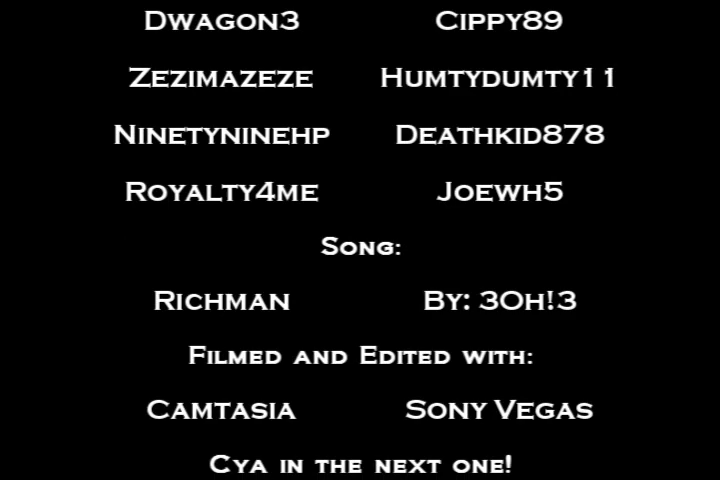 Dwagon3 Cippy89
Zezimazeze Humtydumty11
Ninetyninehp Deathkid878
Royalty4me Joewh5
Song:
Richman By: 3Oh!3
Filmed and Edited with:
Camtasia Sony Vegas
Cya in the next one!